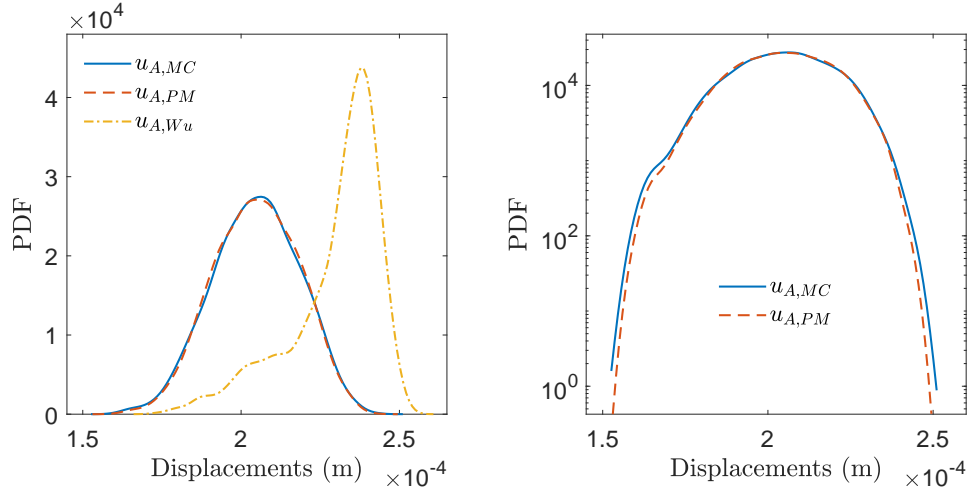 ×10⁴
PDF
4
3
2
1
0
u_{A,MC}
u_{A,PM}
u_{A,Wu}
1.5
2
2.5
Displacements (m)
×10⁻⁴
PDF
10⁴
10²
10⁰
u_{A,MC}
u_{A,PM}
1.5
2
2.5
Displacements (m)
×10⁻⁴